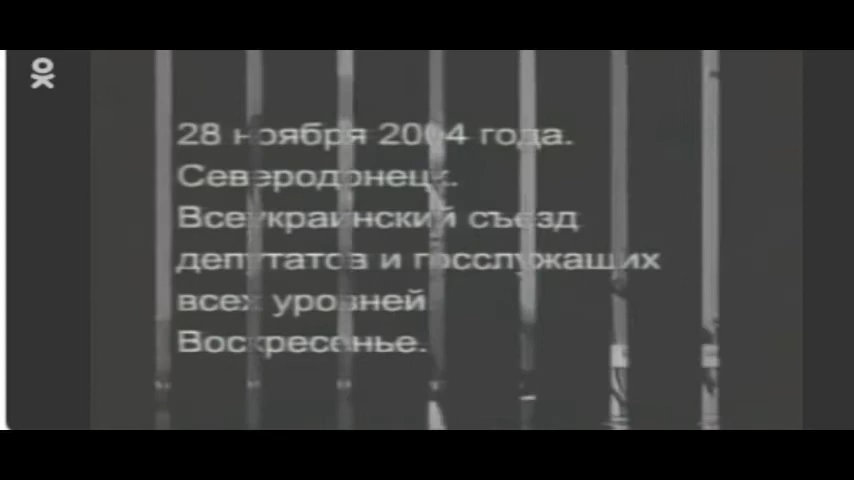 28 ноября 2004 года.
Северодонецк.
Всеукраинский съезд
депутатов и госслужащих
всех уровней
Воскресенье.